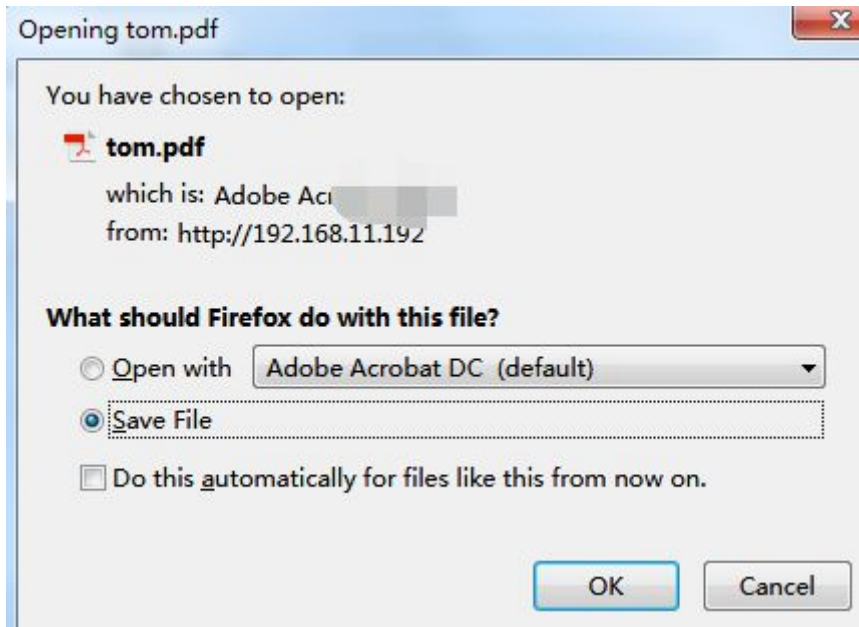 Opening tom.pdf
You have chosen to open:
tom.pdf
which is: Adobe
from: http://192.168.11.192
What should Firefox do with this file?
Open with Adobe Acrobat DC (default)
Save File
Do this automatically for files like this from now on.
OK Cancel